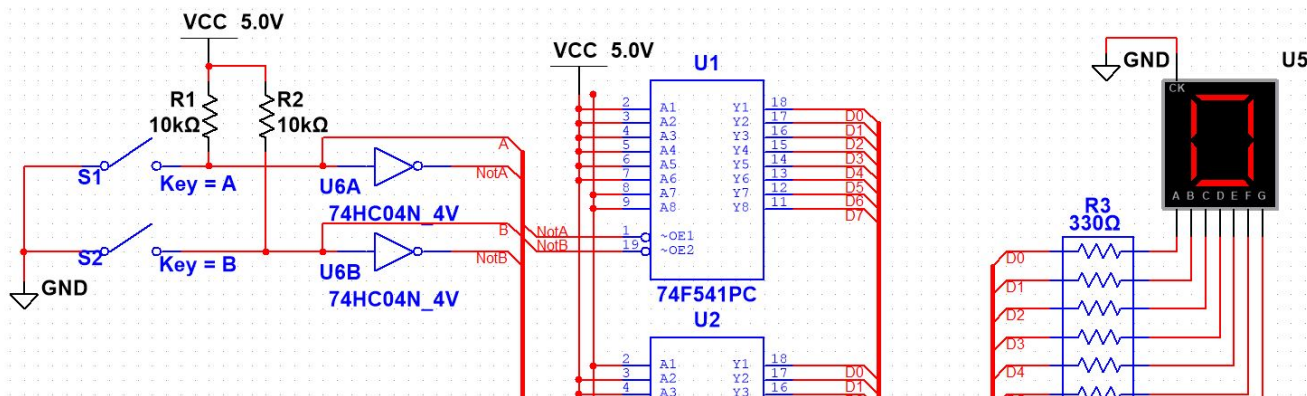 VCC 5.0V
R1
10kΩ
R2
10kΩ
S1
Key = A
S2
Key = B
GND
U6A
74HC04N_4V
U6B
74HC04N_4V
A
NotA
B
NotB
NotA
NotB
VCC 5.0V
U1
2 A1 Y1 18 D0
3 A2 Y2 17 D1
4 A3 Y3 16 D2
5 A4 Y4 15 D3
6 A5 Y5 14 D4
7 A6 Y6 13 D5
8 A7 Y7 12 D6
9 A8 Y8 11 D7
1 ~OE1
19 ~OE2
74F541PC
U2
2 A1 Y1 18 D0
3 A2 Y2 17 D1
4 A3 Y3 16
GND
U5
CK
A B C D E F G
R3
330Ω
D0
D1
D2
D3
D4